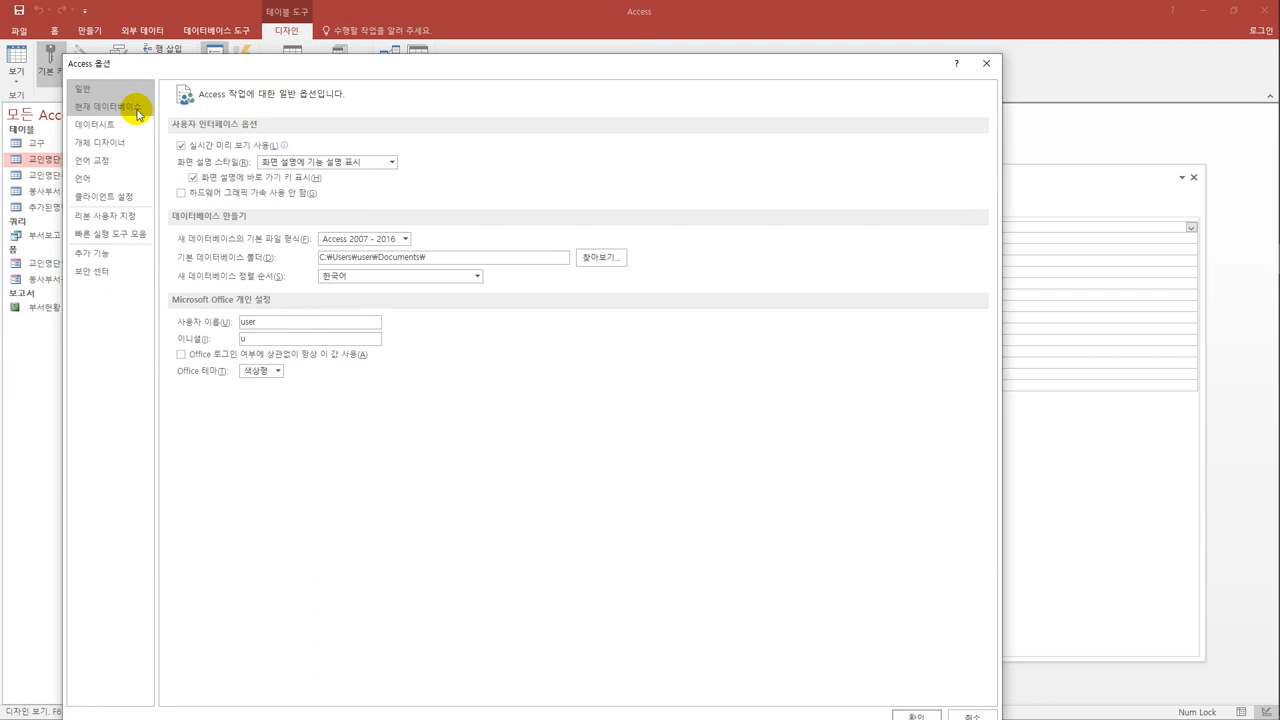 테이블 도구
Access
파일
홈
만들기
외부 데이터
데이터베이스 도구
디자인
수행할 작업을 알려 주세요.
로그인
보기
기본 키
행 삽입
보기
Access 옵션
모든 Acc
테이블
교구
교인명단
교인명단
봉사부서
추가된명
쿼리
부서보고
폼
교인명단
봉사부서
보고서
부서현황
일반
현재 데이터베이스
데이터시트
개체 디자이너
언어 교정
언어
클라이언트 설정
리본 사용자 지정
빠른 실행 도구 모음
추가 기능
보안 센터
Access 작업에 대한 일반 옵션입니다.
사용자 인터페이스 옵션
실시간 미리 보기 사용(L)
화면 설명 스타일(R): 화면 설명에 기능 설명 표시
화면 설명에 바로 가기 키 표시(H)
하드웨어 그래픽 가속 사용 안 함(G)
데이터베이스 만들기
새 데이터베이스의 기본 파일 형식(F): Access 2007 - 2016
기본 데이터베이스 폴더(D): C:₩Users₩user₩Documents₩ 찾아보기...
새 데이터베이스 정렬 순서(S): 한국어
Microsoft Office 개인 설정
사용자 이름(U): user
이니셜(I): u
Office 로그인 여부에 상관없이 항상 이 값 사용(A)
Office 테마(T): 색상형
확인
취소
디자인 보기. F6
Num Lock